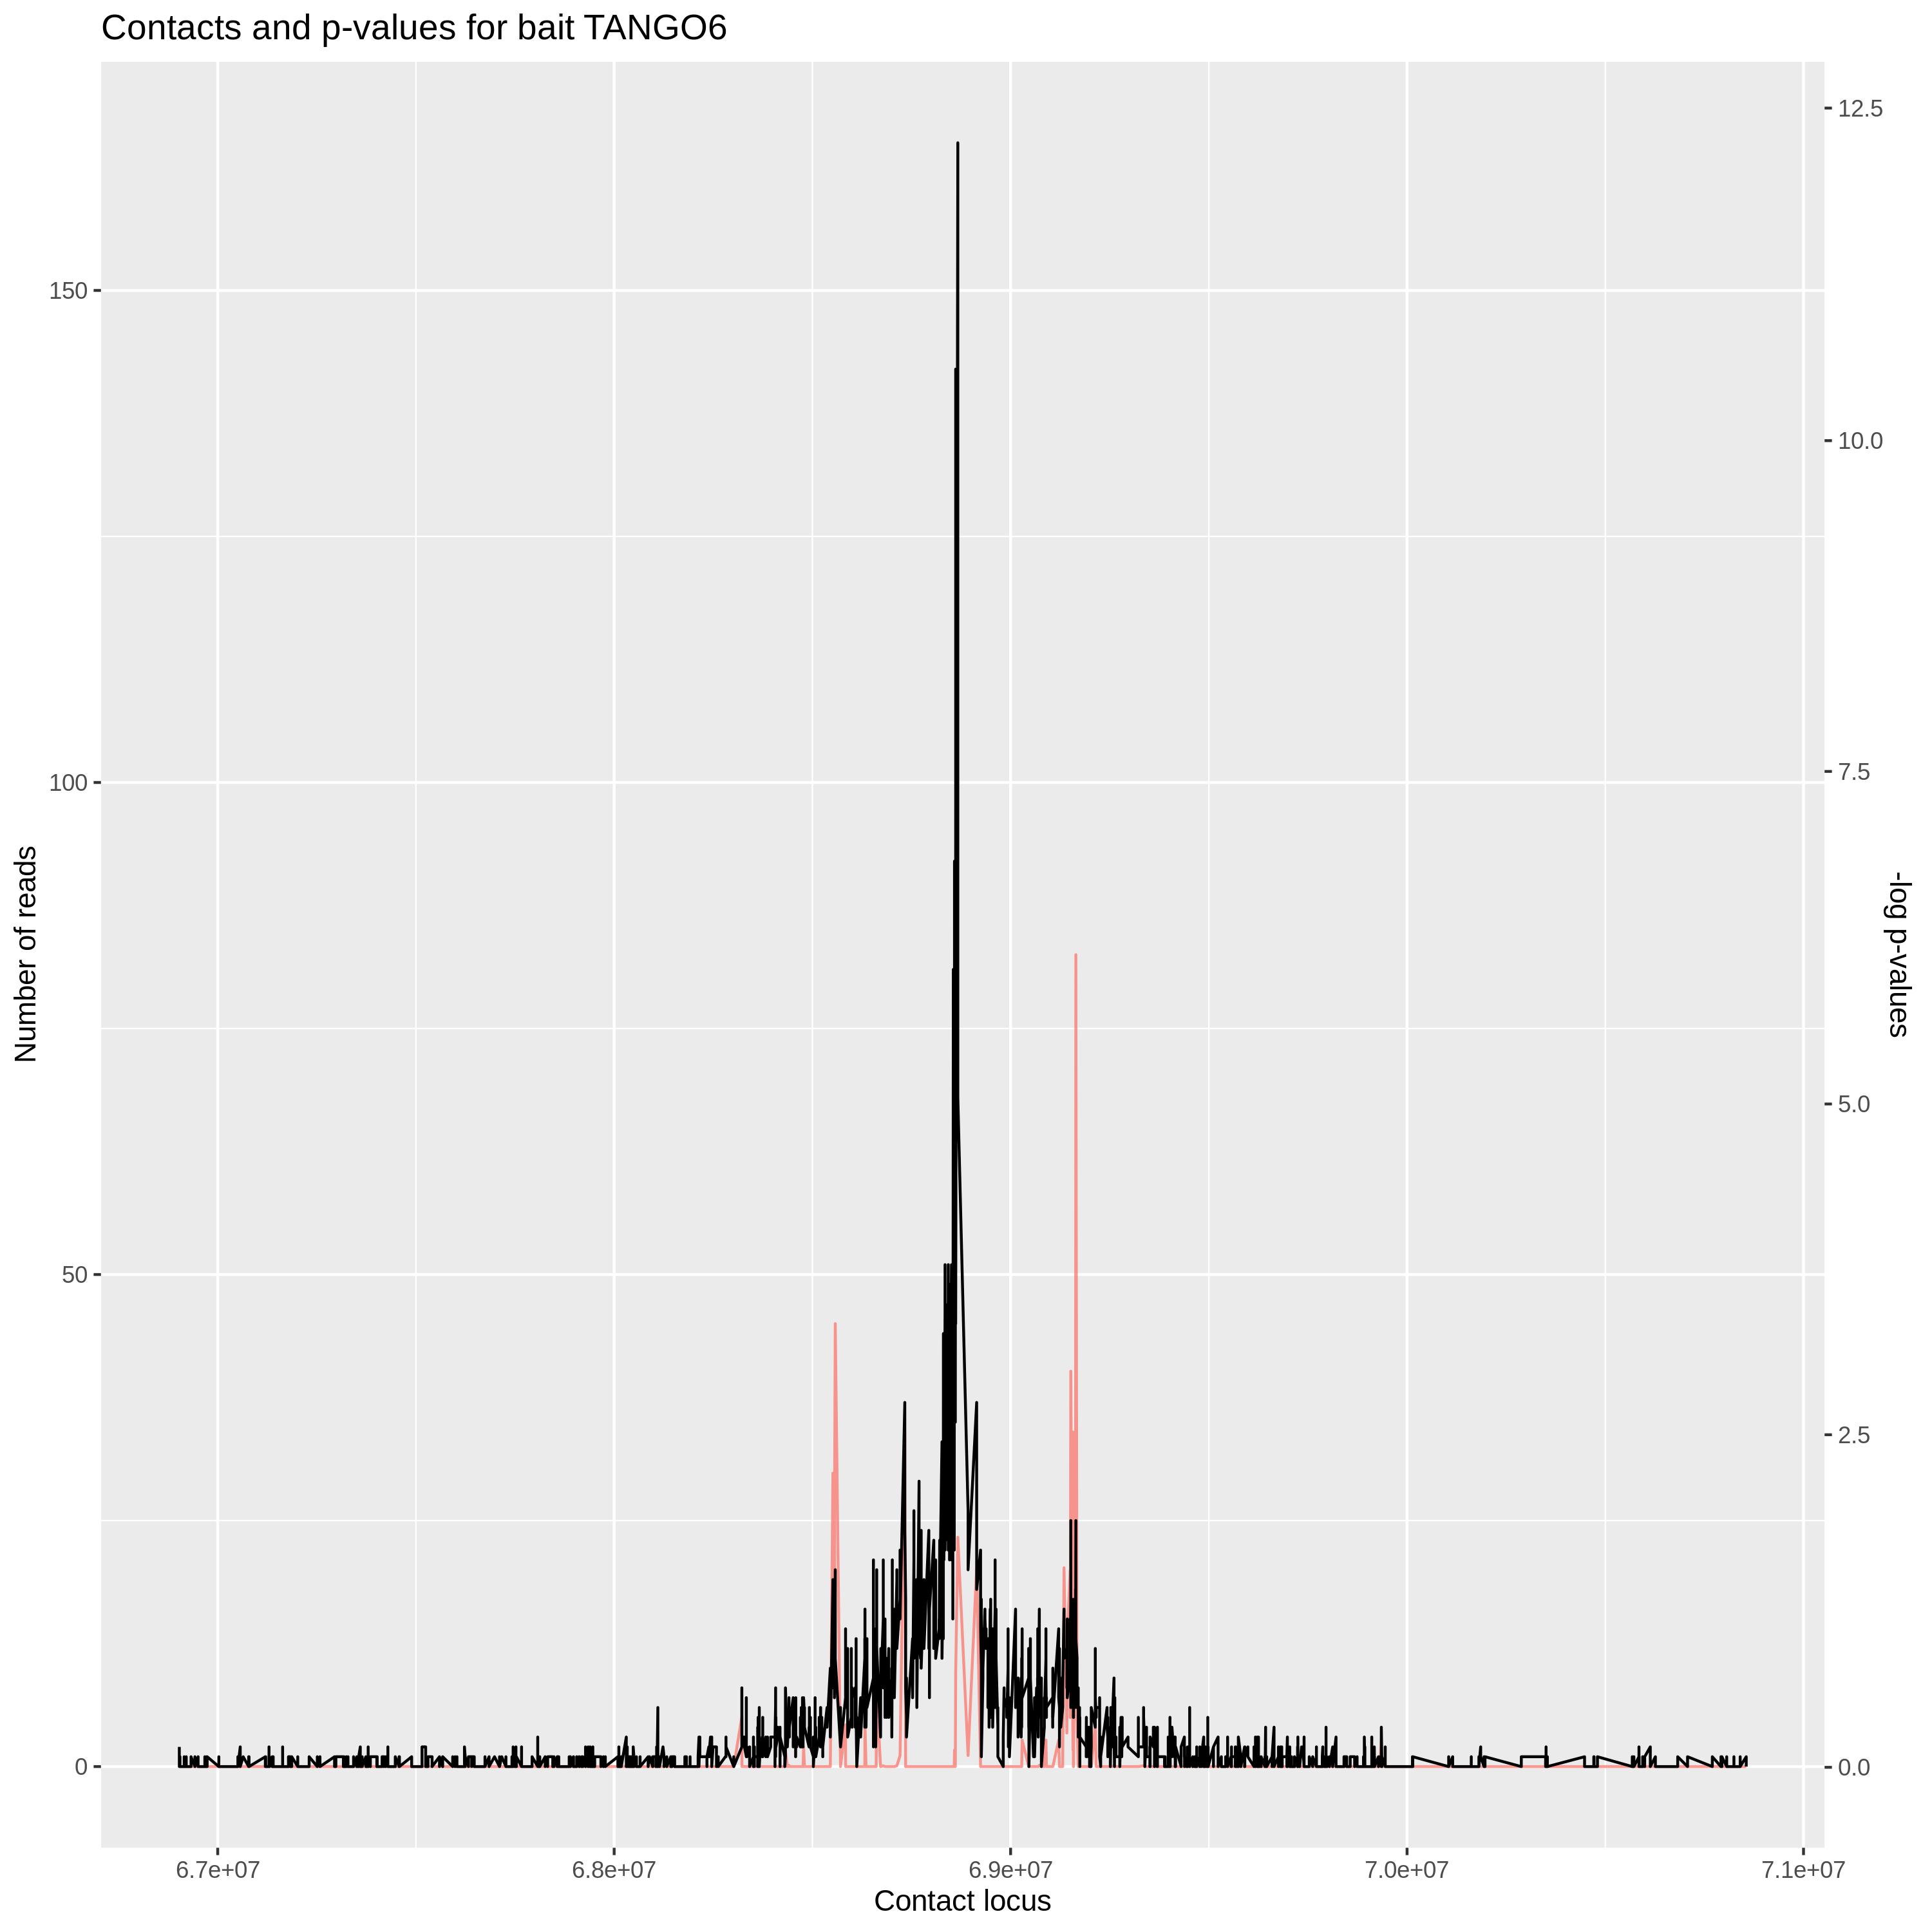 Contacts and p-values for bait TANGO6
Number of reads
150
100
50
0
12.5
10.0
7.5
5.0
2.5
0.0
-log p-values
6.7e+07 6.8e+07 6.9e+07 7.0e+07 7.1e+07
Contact locus